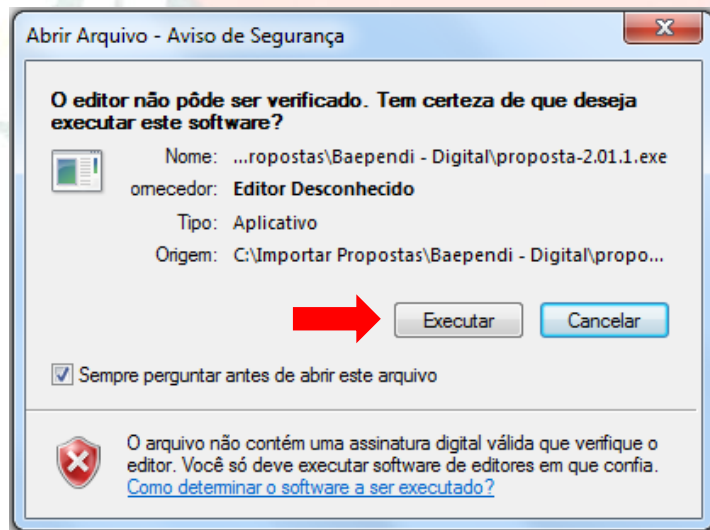 Abrir Arquivo - Aviso de Segurança
X
O editor não pôde ser verificado. Tem certeza de que deseja
executar este software?
Nome: ...ropostas\Baependi - Digital\proposta-2.01.1.exe
omecedor: Editor Desconhecido
Tipo: Aplicativo
Origem: C:\Importar Propostas\Baependi - Digital\propo...
Executar Cancelar
Sempre perguntar antes de abrir este arquivo
O arquivo não contém uma assinatura digital válida que verifique o
editor. Você só deve executar software de editores em que confia.
Como determinar o software a ser executado?